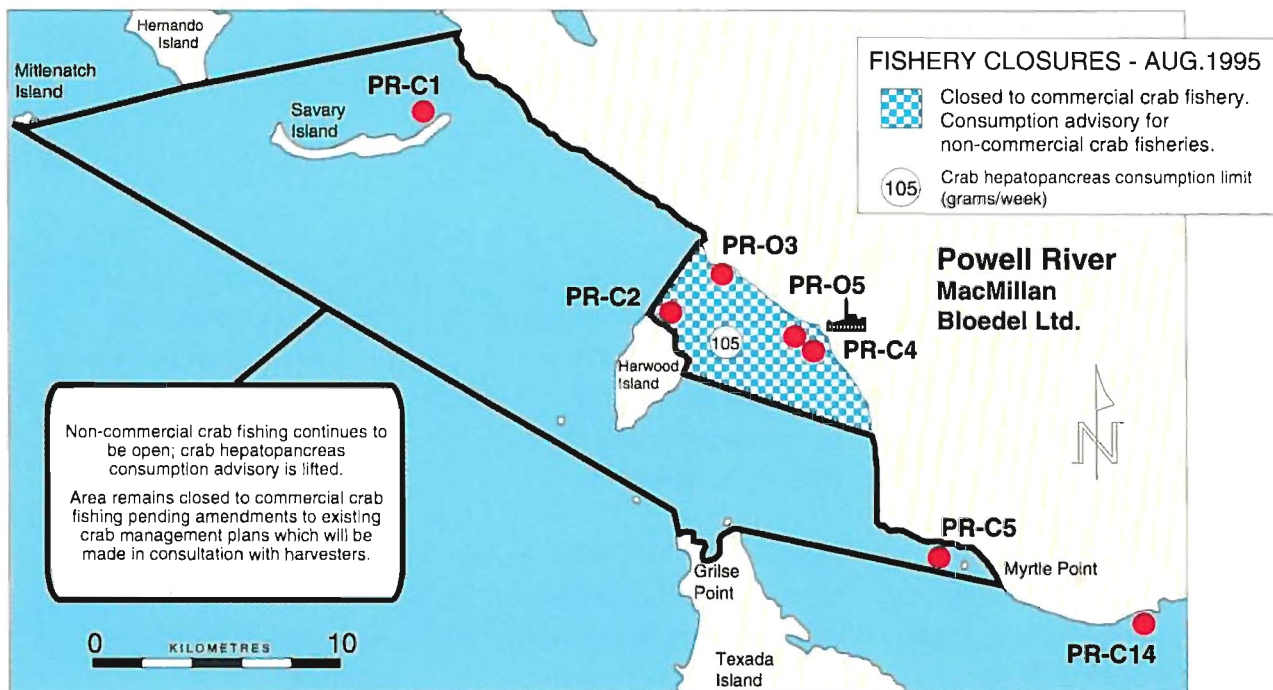 Hernando
Island
Mitlenatch
Island
PR-C1
Savary
Island
FISHERY CLOSURES - AUG.1995
Closed to commercial crab fishery.
Consumption advisory for
non-commercial crab fisheries.
105
Crab hepatopancreas consumption limit
(grams/week)
PR-O3
PR-O5
PR-C2
PR-C4
105
Harwood
Island
Powell River
MacMillan
Bloedel Ltd.
N
Non-commercial crab fishing continues to
be open; crab hepatopancreas
consumption advisory is lifted.
Area remains closed to commercial crab
fishing pending amendments to existing
crab management plans which will be
made in consultation with harvesters.
PR-C5
Grilse
Point
Myrtle Point
0 KILOMETRES 10
Texada
Island
PR-C14